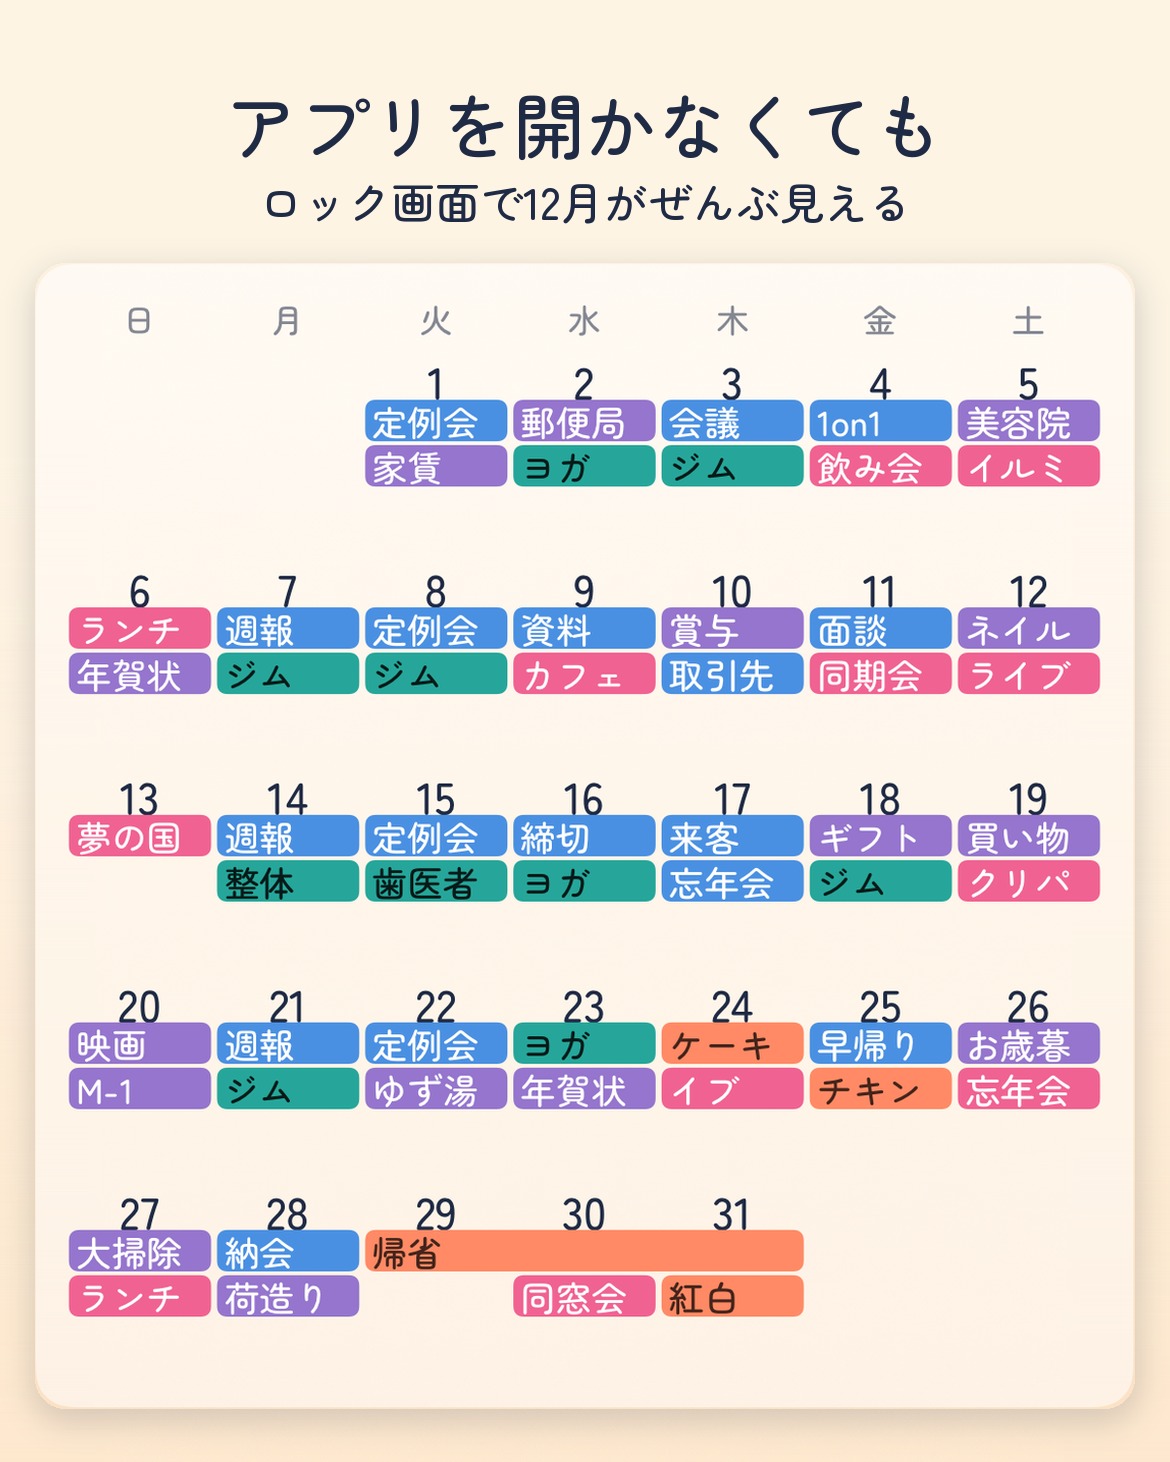 アプリを開かなくても
ロック画面で12月がぜんぶ見える
日 月 火 水 木 金 土
1 2 3 4 5
定例会 郵便局 会議 1on1 美容院
家賃 ヨガ ジム 飲み会 イルミ
6 7 8 9 10 11 12
ランチ 週報 定例会 資料 賞与 面談 ネイル
年賀状 ジム ジム カフェ 取引先 同期会 ライブ
13 14 15 16 17 18 19
夢の国 週報 定例会 締切 来客 ギフト 買い物
整体 歯医者 ヨガ 忘年会 ジム クリパ
20 21 22 23 24 25 26
映画 週報 定例会 ヨガ ケーキ 早帰り お歳暮
M-1 ジム ゆず湯 年賀状 イブ チキン 忘年会
27 28 29 30 31
大掃除 納会 帰省
ランチ 荷造り 同窓会 紅白